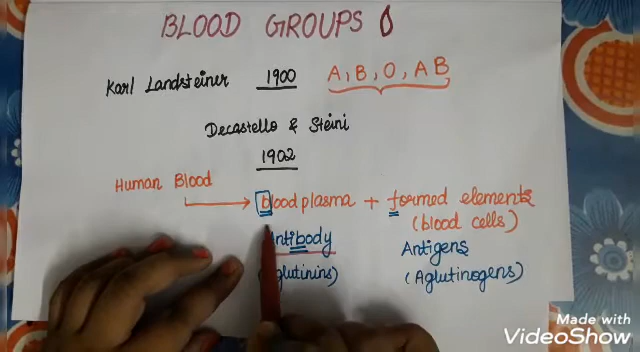 BLOOD GROUPS
Karl Landsteiner 1900 A, B, O, AB
Decastello & Steini
1902
Human Blood
blood plasma + formed elements
(blood cells)
Antibody
Antigens
glutinins)
(Aglutinogens)
Made with
VideoShow